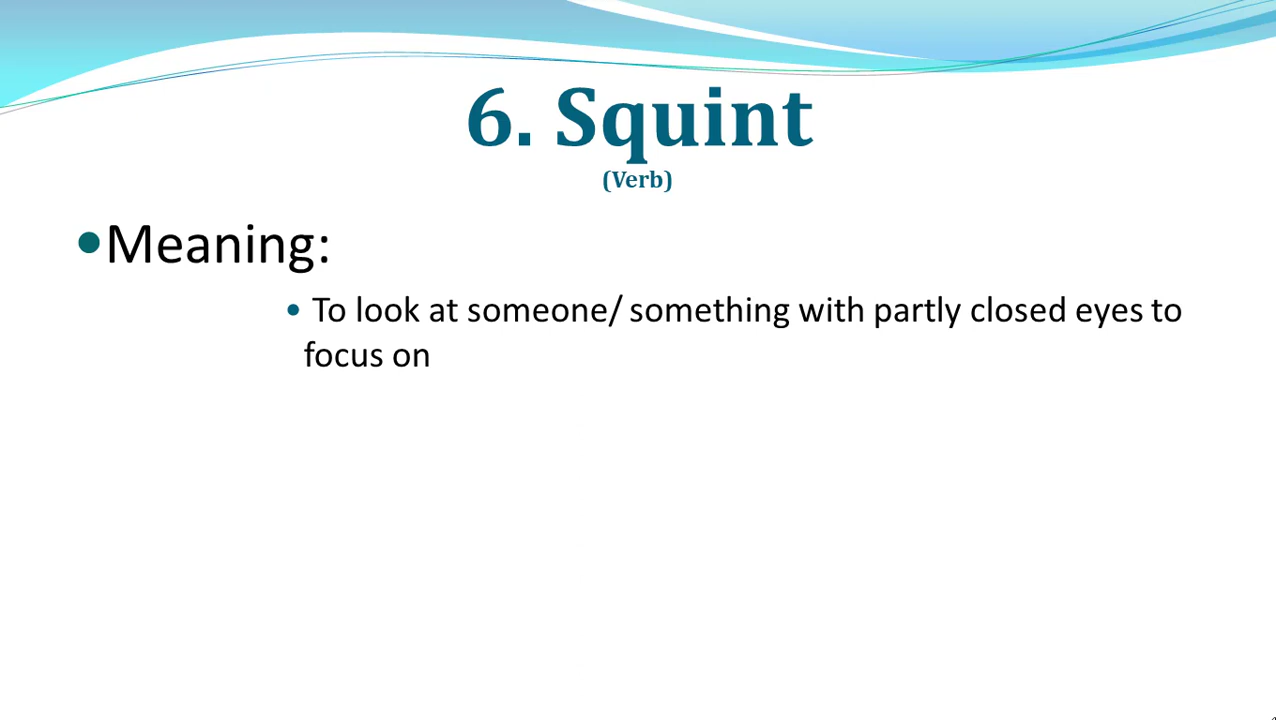 6. Squint
(Verb)
•Meaning:
• To look at someone/ something with partly closed eyes to
focus on